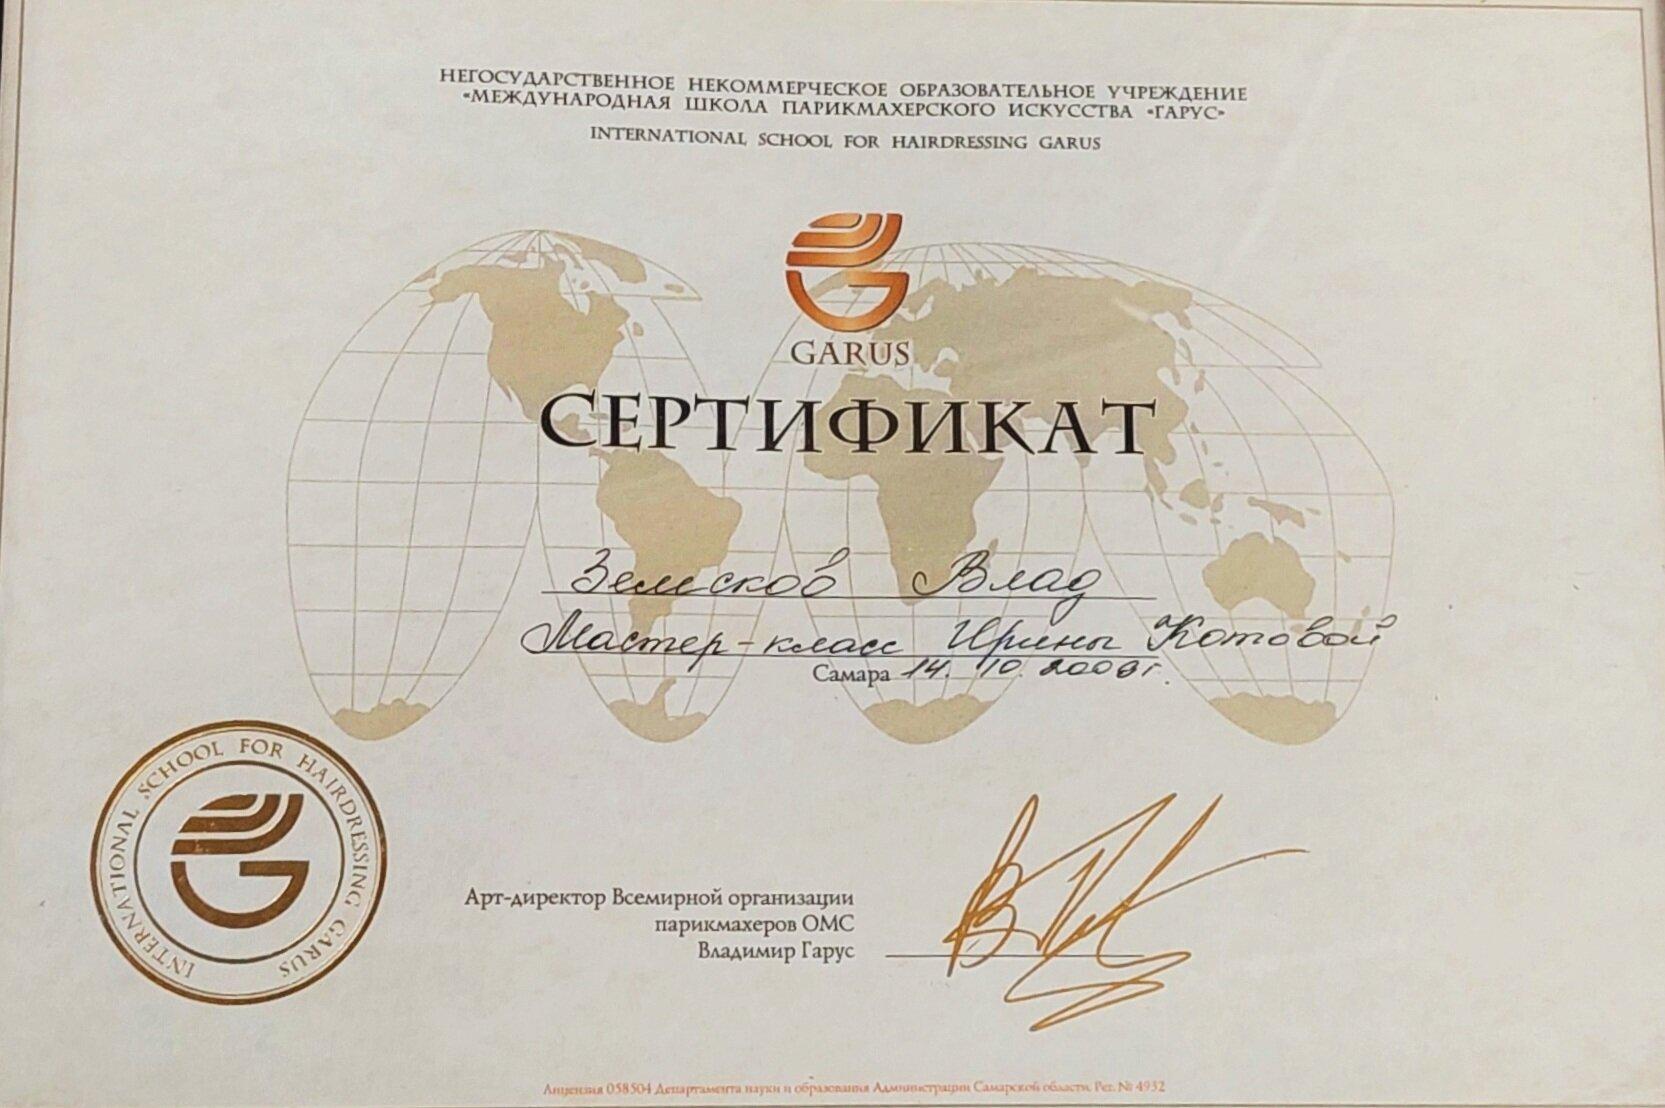 НЕГОСУДАРСТВЕННОЕ НЕКОММЕРЧЕСКОЕ ОБРАЗОВАТЕЛЬНОЕ УЧРЕЖДЕНИЕ
«МЕЖДУНАРОДНАЯ ШКОЛА ПАРИКМАХЕРСКОГО ИСКУССТВА «ГАРУС»
INTERNATIONAL SCHOOL FOR HAIRDRESSING GARUS
GARUS
СЕРТИФИКАТ
Земсков Влад
Мастер-класс Ирины Котовой
Самара 14. 10.
INTERNATIONAL SCHOOL FOR HAIRDRESSING GARUS
Арт-директор Всемирной организации
парикмахеров ОМС
Владимир Гарус
Лицензия 058504 Департамента науки и образования Администрации Самарской области. Рег. № 4932